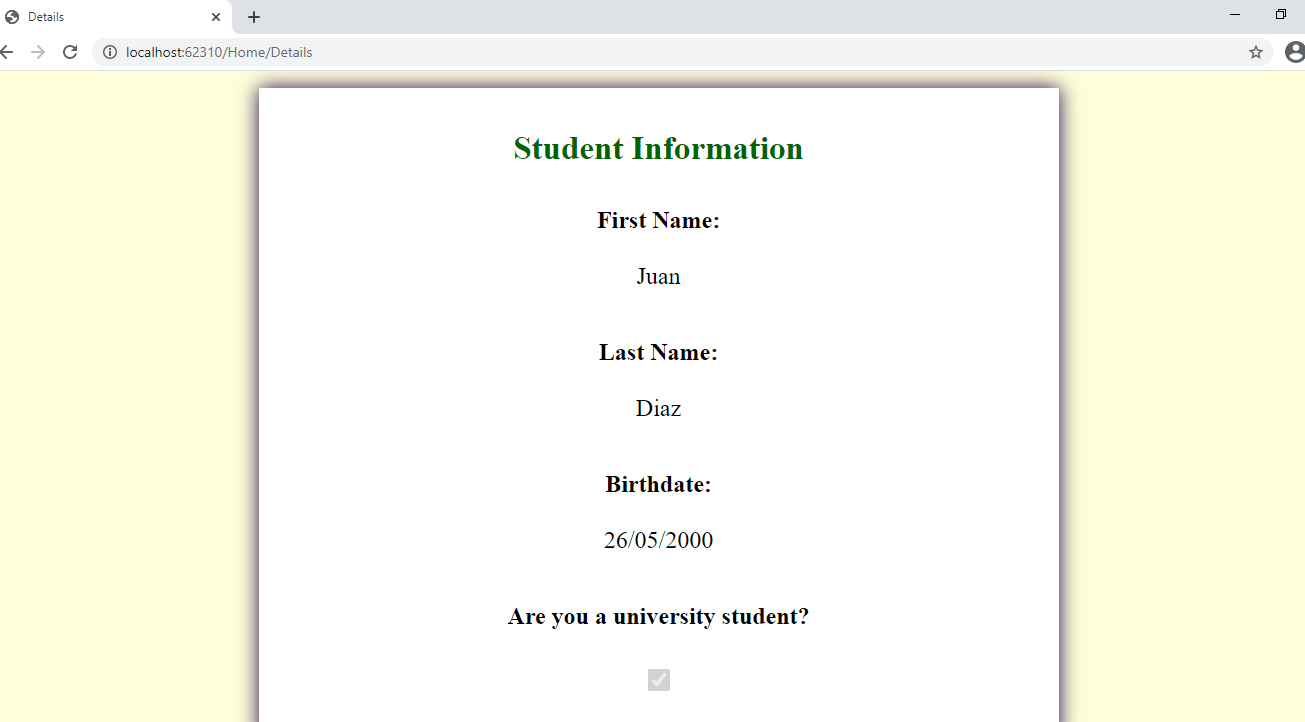 Details
localhost:62310/Home/Details
Student Information
First Name:
Juan
Last Name:
Diaz
Birthdate:
26/05/2000
Are you a university student?